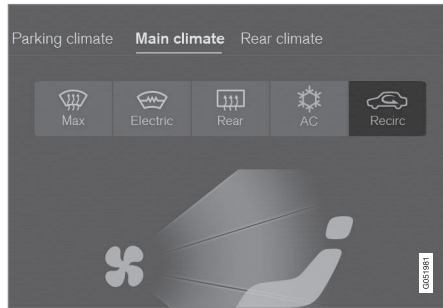 Parking climate Main climate Rear climate
Max Electric Rear AC Recirc
G051981